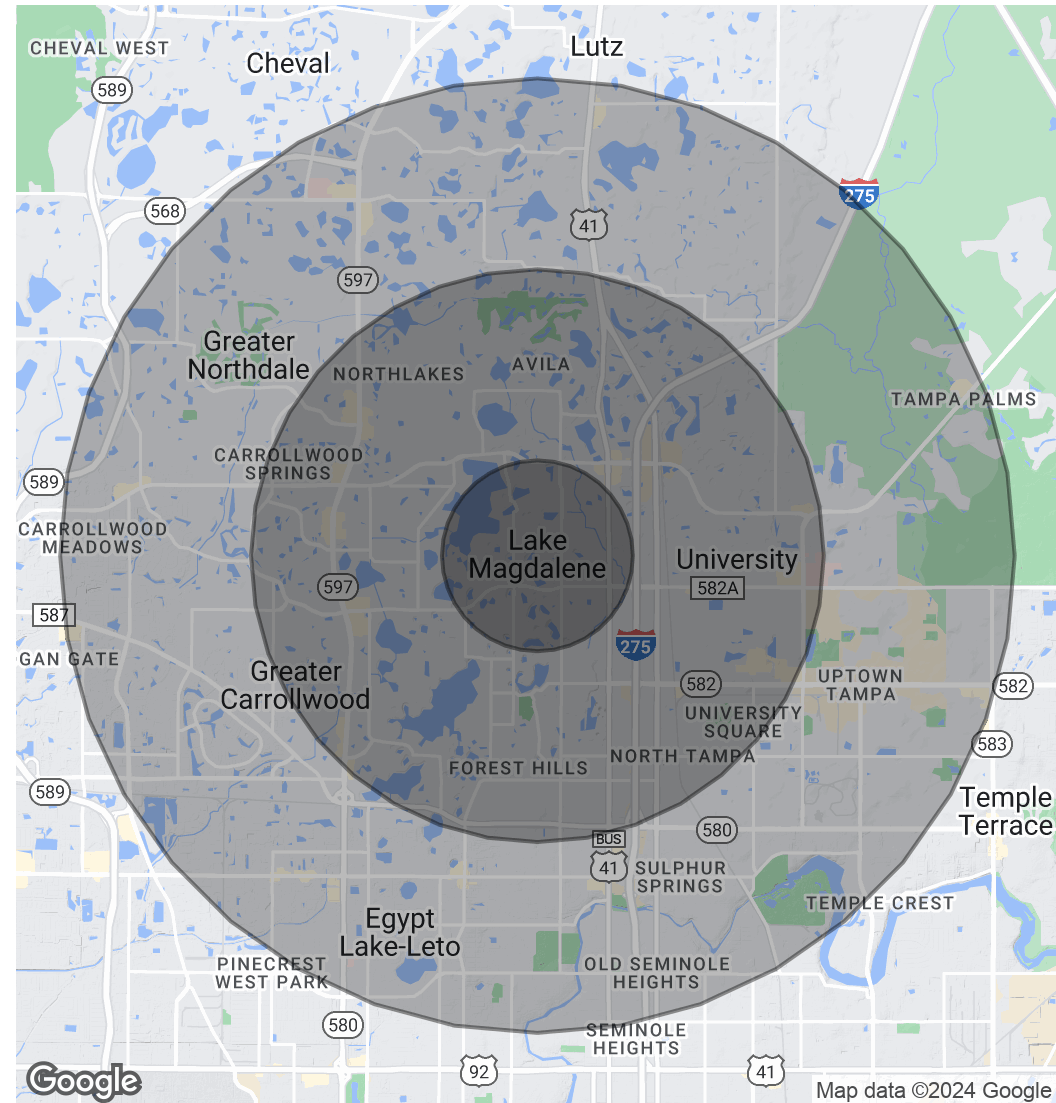 CHEVAL WEST
Cheval
Lutz
589
568
41
275
597
Greater
Northdale
NORTHLAKES
AVILA
TAMPA PALMS
CARROLLWOOD
SPRINGS
589
CARROLLWOOD
MEADOWS
Lake
Magdalene
University
597
582A
587
GAN GATE
275
Greater
Carrollwood
582
UPTOWN
TAMPA
582
UNIVERSITY
SQUARE
583
NORTH TAMPA
FOREST HILLS
589
Temple
Terrace
580
BUS
41
SULPHUR
SPRINGS
TEMPLE CREST
Egypt
Lake-Leto
PINECREST
WEST PARK
OLD SEMINOLE
HEIGHTS
580
SEMINOLE
HEIGHTS
92
41
Google
Map data ©2024 Google